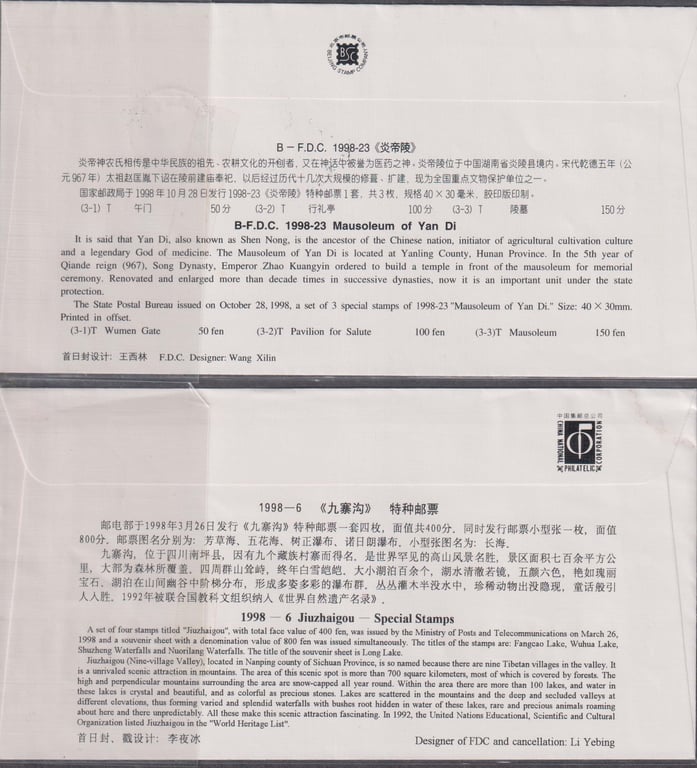 北京市邮票公司
BSC
BEIJING STAMP COMPANY
B－F.D.C. 1998-23《炎帝陵》
炎帝神农氏相传是中华民族的祖先、农耕文化的开创者，又在神话中被誉为医药之神。炎帝陵位于中国湖南省炎陵县境内。宋代乾德五年（公
元967年）太祖赵匡胤下诏在陵前建庙奉祀，以后经过历代十几次大规模的修葺、扩建，现为全国重点文物保护单位之一。
国家邮政局于1998年10月28日发行1998-23《炎帝陵》特种邮票1套，共3枚，规格40×30毫米，胶印版印制。
(3-1) T 午门 50分 (3-2) T 行礼亭 100分 (3-3) T 陵墓 150分
B-F.D.C. 1998-23 Mausoleum of Yan Di
It is said that Yan Di, also known as Shen Nong, is the ancestor of the Chinese nation, initiator of agricultural cultivation culture
and a legendary God of medicine. The Mausoleum of Yan Di is located at Yanling County, Hunan Province. In the 5th year of
Qiande reign (967), Song Dynasty, Emperor Zhao Kuangyin ordered to build a temple in front of the mausoleum for memorial
ceremony. Renovated and enlarged more than decade times in successive dynasties, now it is an important unit under the state
protection.
The State Postal Bureau issued on October 28, 1998, a set of 3 special stamps of 1998-23 "Mausoleum of Yan Di." Size: 40×30mm.
Printed in offset.
(3-1)T Wumen Gate 50 fen (3-2)T Pavilion for Salute 100 fen (3-3)T Mausoleum 150 fen
首日封设计：王西林 F.D.C. Designer: Wang Xilin
中国集邮总公司
CHINA NATIONAL PHILATELIC CORPORATION
1998－6 《九寨沟》 特种邮票
邮电部于1998年3月26日发行《九寨沟》特种邮票一套四枚，面值共400分，同时发行邮票小型张一枚，面值
800分。邮票图名分别为：芳草海、五花海、树正瀑布、诺日朗瀑布。小型张图名为：长海。
九寨沟，位于四川南坪县，因有九个藏族村寨而得名，是世界罕见的高山风景名胜，景区面积七百余平方公
里，大部为森林所覆盖。四周群山耸峙，终年白雪皑皑，大小湖泊百余个，湖水清澈若镜，五颜六色，艳如瑰丽
宝石。湖泊在山间幽谷中阶梯分布，形成多姿多彩的瀑布群。丛丛灌木半没水中，珍稀动物出没隐现，童话般引
人入胜。1992年被联合国教科文组织纳入《世界自然遗产名录》。
1998 — 6 Jiuzhaigou — Special Stamps
A set of four stamps titled "Jiuzhaigou", with total face value of 400 fen, was issued by the Ministry of Posts and Telecommunications on March 26,
1998 and a souvenir sheet with a denomination value of 800 fen was issued simultaneously. The titles of the stamps are: Fangcao Lake, Wuhua Lake,
Shuzheng Waterfalls and Nuorilang Waterfalls. The title of the souvenir sheet is Long Lake.
Jiuzhaigou (Nine-village Valley), located in Nanping county of Sichuan Province, is so named because there are nine Tibetan villages in the valley. It
is a unrivaled scenic attraction in mountains. The area of this scenic spot is more than 700 square kilometers, most of which is covered by forests. The
high and perpendicular mountains surrounding the area are snow-capped all year round. Within the area there are more than 100 lakes, and water in
these lakes is crystal and beautiful, and as colorful as precious stones. Lakes are scattered in the mountains and the deep and secluded valleys at
different elevations, thus forming varied and splendid waterfalls with bushes root hidden in water of these lakes, rare and precious animals roaming
about here and there unpredictably. All these make this scenic attraction fascinating. In 1992, the United Nations Educational, Scientific and Cultural
Organization listed Jiuzhaigou in the "World Heritage List".
首日封、戳设计：李夜冰 Designer of FDC and cancellation: Li Yebing